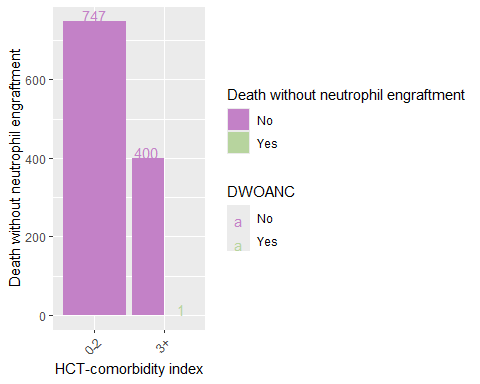 747
400
1
600
400
200
0
Death without neutrophil engraftment
0-2
3+
HCT-comorbidity index
Death without neutrophil engraftment
No
Yes
DWOANC
a No
a Yes